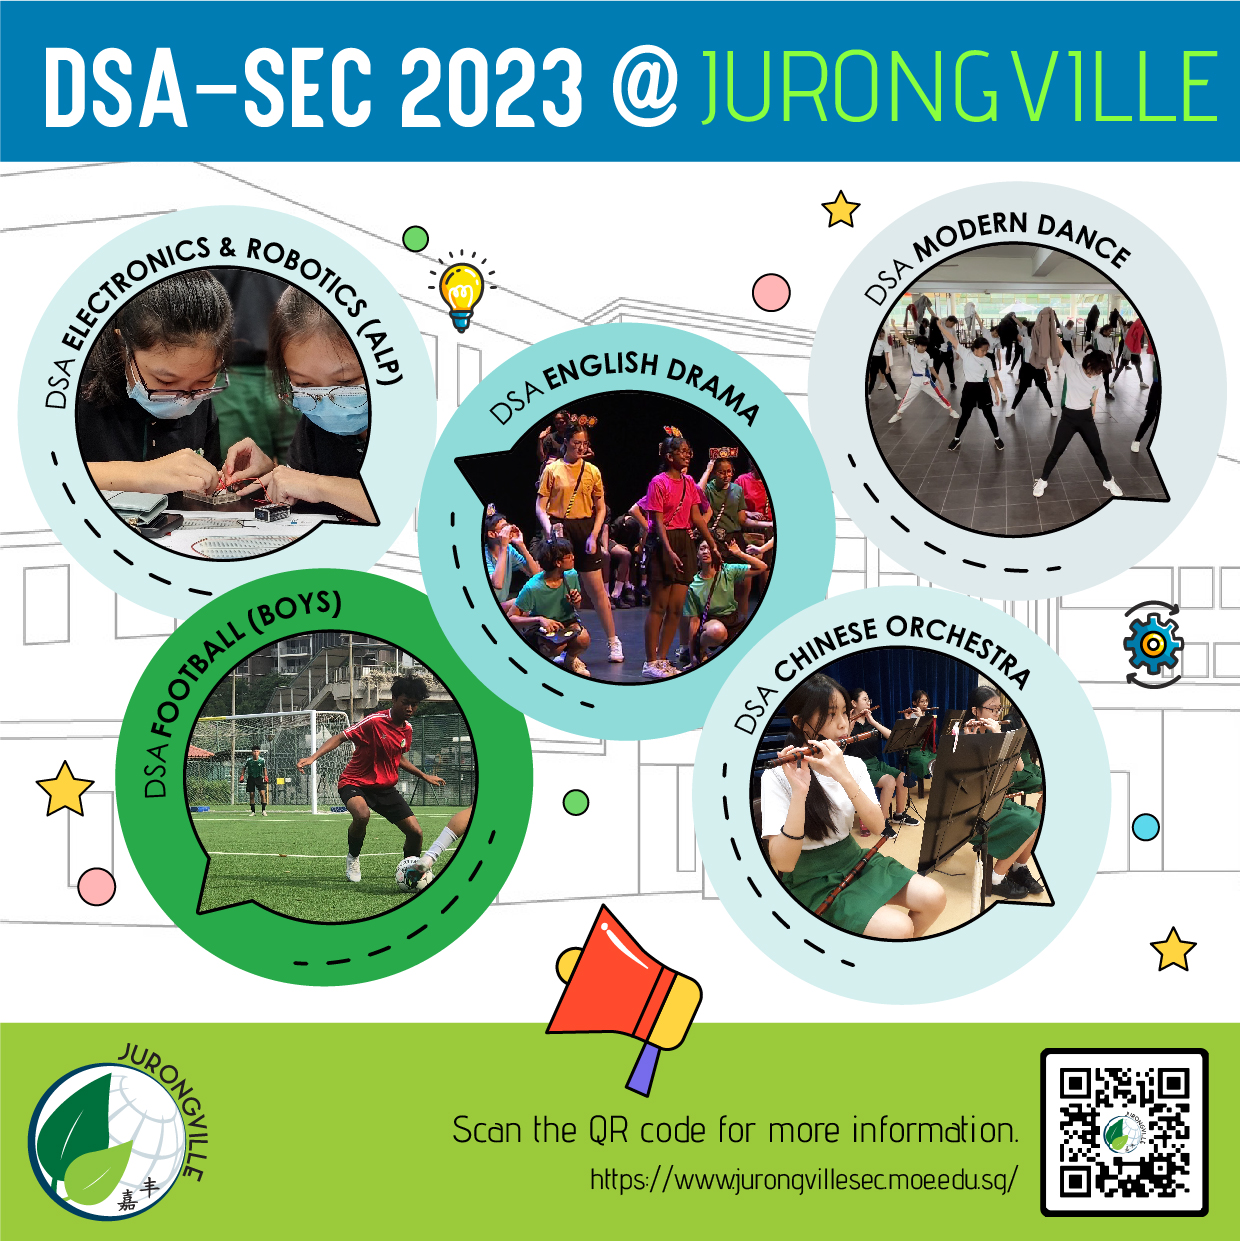 DSA-SEC 2023 @ JURONGVILLE
DSA ELECTRONICS & ROBOTICS (ALP)
DSA MODERN DANCE
DSA ENGLISH DRAMA
DSA FOOTBALL (BOYS)
DSA CHINESE ORCHESTRA
JURONGVILLE
嘉丰
Scan the QR code for more information.
https://www.jurongvillesec.moe.edu.sg/
JURONGVILLE